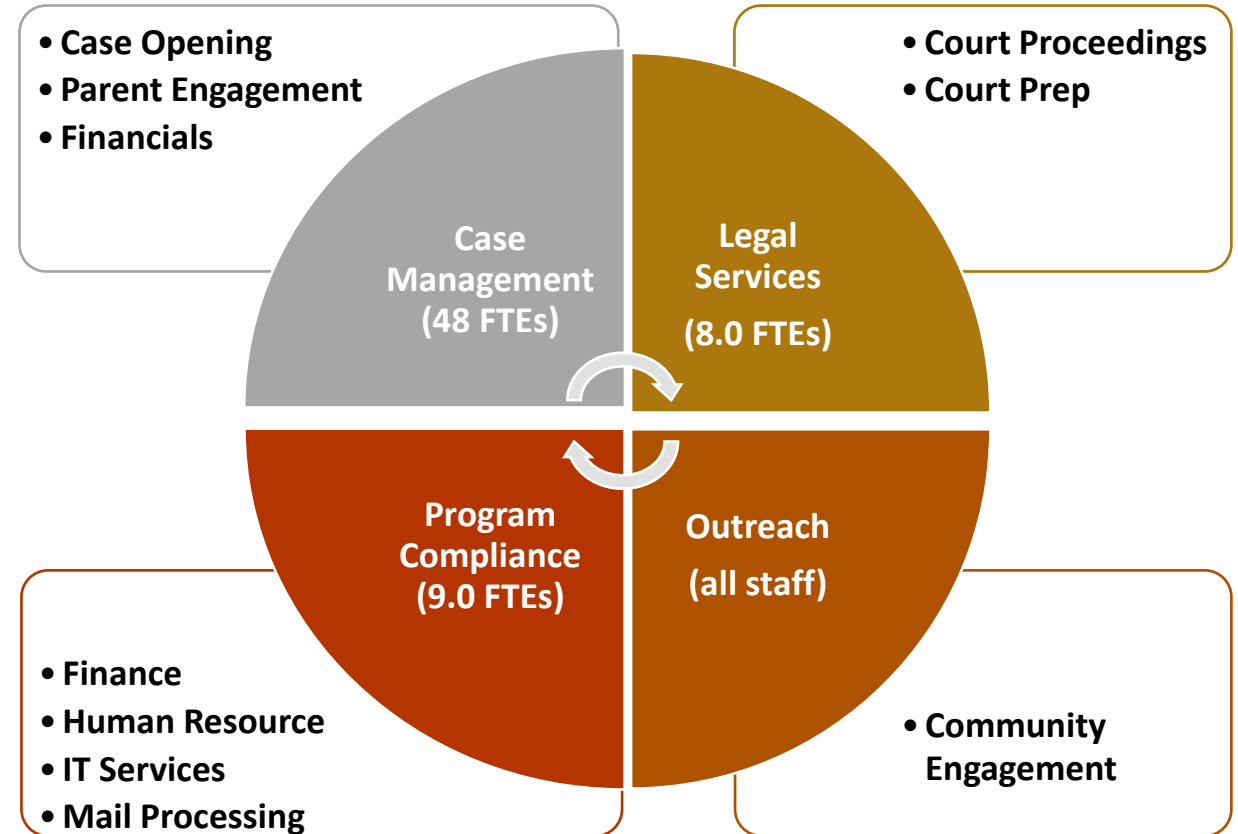 • Case Opening
• Parent Engagement
• Financials
• Court Proceedings
• Court Prep
Case
Management
(48 FTEs)
Legal
Services
(8.0 FTEs)
Program
Compliance
(9.0 FTEs)
Outreach
(all staff)
• Finance
• Human Resource
• IT Services
• Mail Processing
• Community
Engagement